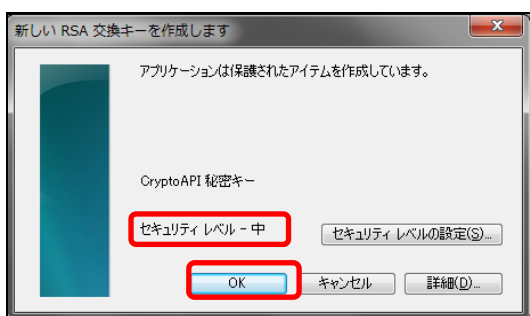 新しい RSA 交換キーを作成します
アプリケーションは保護されたアイテムを作成しています。
CryptoAPI 秘密キー
セキュリティ レベル - 中
セキュリティ レベルの設定(S)...
OK
キャンセル
詳細(D)...